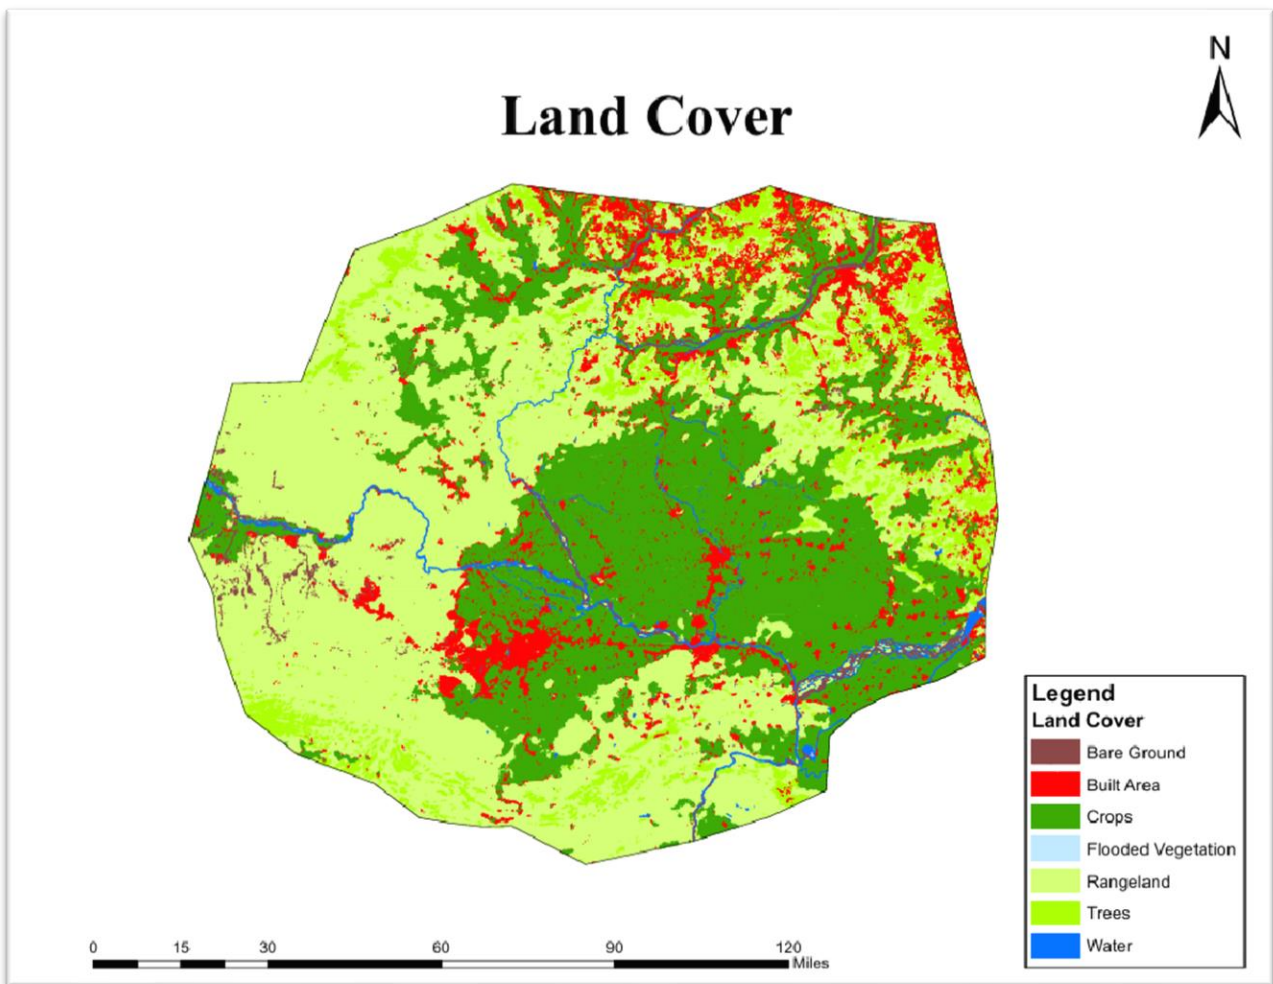 N
Land Cover
Legend
Land Cover
Bare Ground
Built Area
Crops
Flooded Vegetation
Rangeland
Trees
Water
0 15 30 60 90 120
Miles